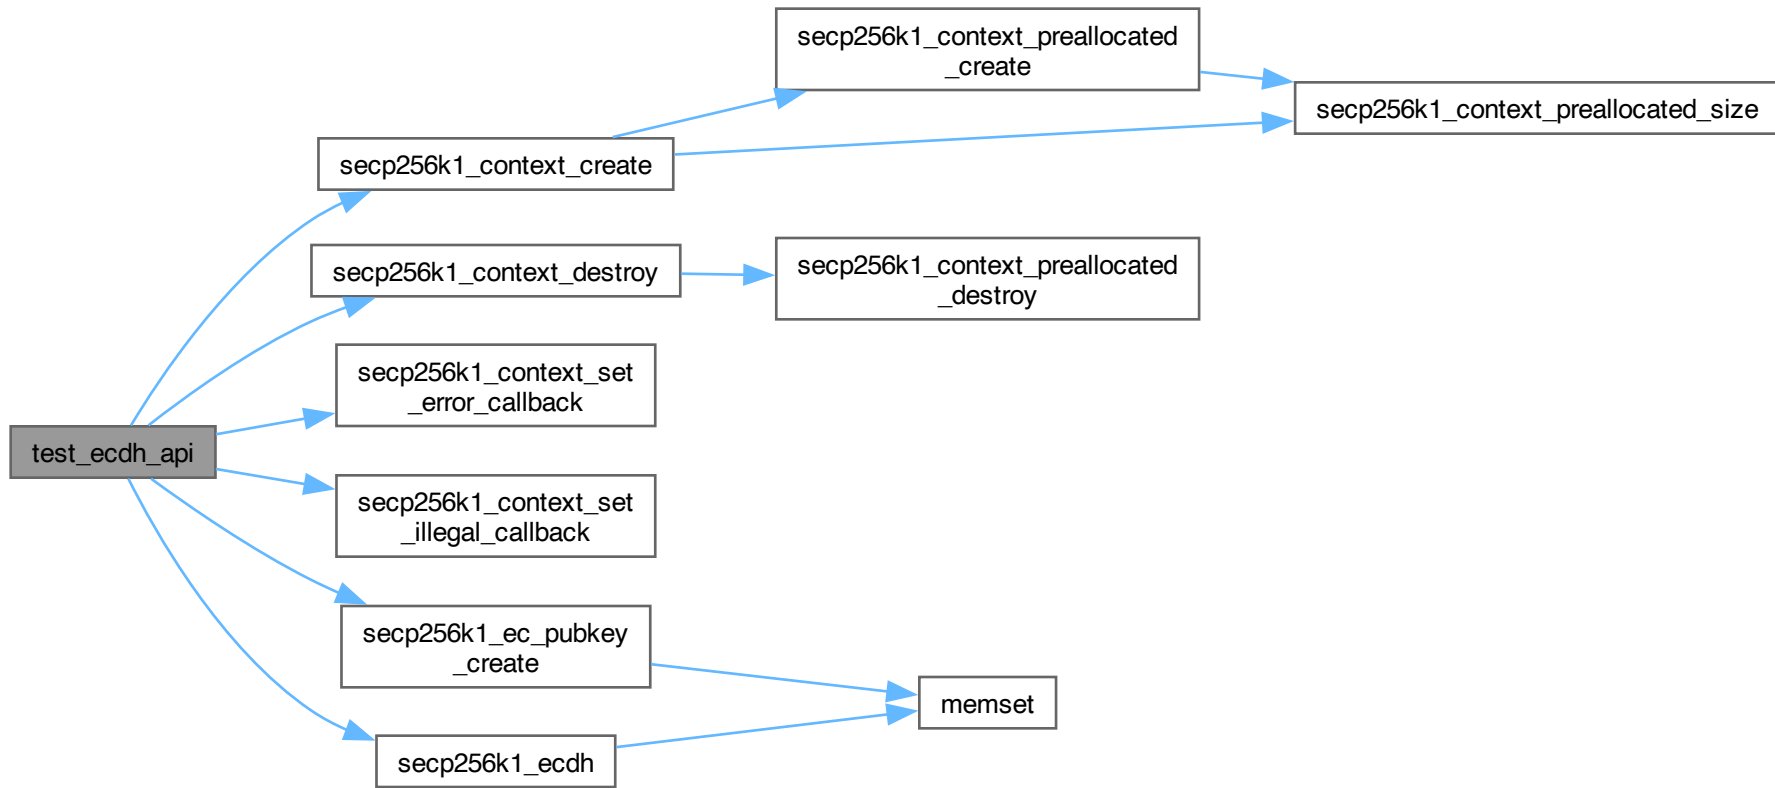 test_ecdh_api
secp256k1_context_create
secp256k1_context_preallocated
_create
secp256k1_context_preallocated_size
secp256k1_context_destroy
secp256k1_context_preallocated
_destroy
secp256k1_context_set
_error_callback
secp256k1_context_set
_illegal_callback
secp256k1_ec_pubkey
_create
memset
secp256k1_ecdh